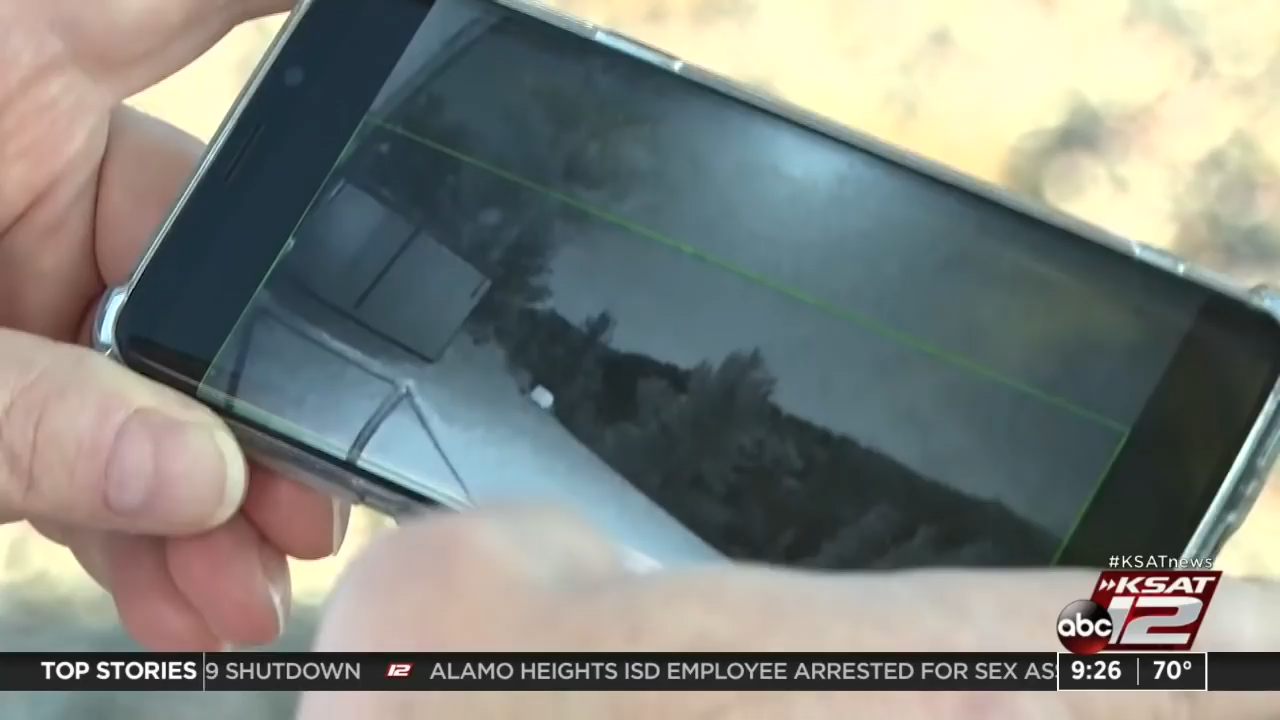 #KSATnews
KSAT
abc 12
TOP STORIES 9 SHUTDOWN 12 ALAMO HEIGHTS ISD EMPLOYEE ARRESTED FOR SEX AS 9:26 70°